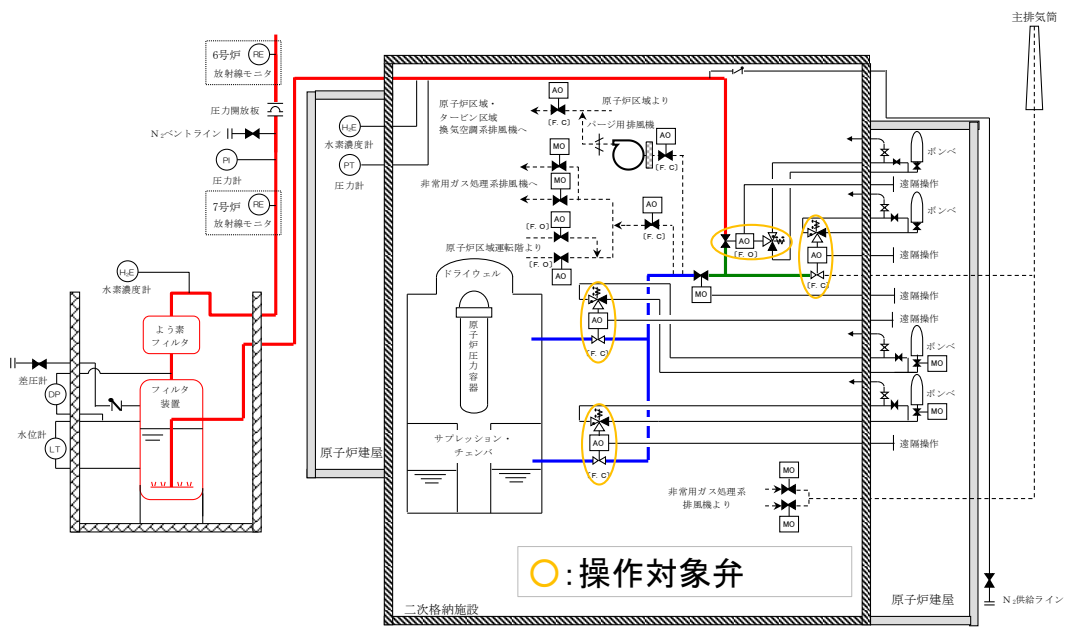 主排気筒
6号炉
RE
放射線モニタ
圧力開放板
N₂ベントライン
PI
圧力計
7号炉
RE
放射線モニタ
H₂E
水素濃度計
よう素
フィルタ
差圧計
DP
フィルタ
装置
水位計
LT
原子炉建屋
H₂E
水素濃度計
PT
圧力計
AO
(F. C)
原子炉区域・
タービン区域
換気空調系排風機へ
原子炉区域より
パージ用排風機
AO
(F. C)
MO
MO
非常用ガス処理系排風機へ
AO
(F. O)
AO
(F. C)
原子炉区域運転階より
(F. O)
AO
AO
(F. O)
AO
(F. C)
MO
ドライウェル
原子炉圧力容器
サプレッション・
チェンバ
AO
(F. C)
AO
(F. C)
ボンベ
遠隔操作
ボンベ
遠隔操作
遠隔操作
遠隔操作
ボンベ
MO
ボンベ
MO
遠隔操作
MO
非常用ガス処理系
排風機より
MO
:操作対象弁
二次格納施設
原子炉建屋
N₂供給ライン